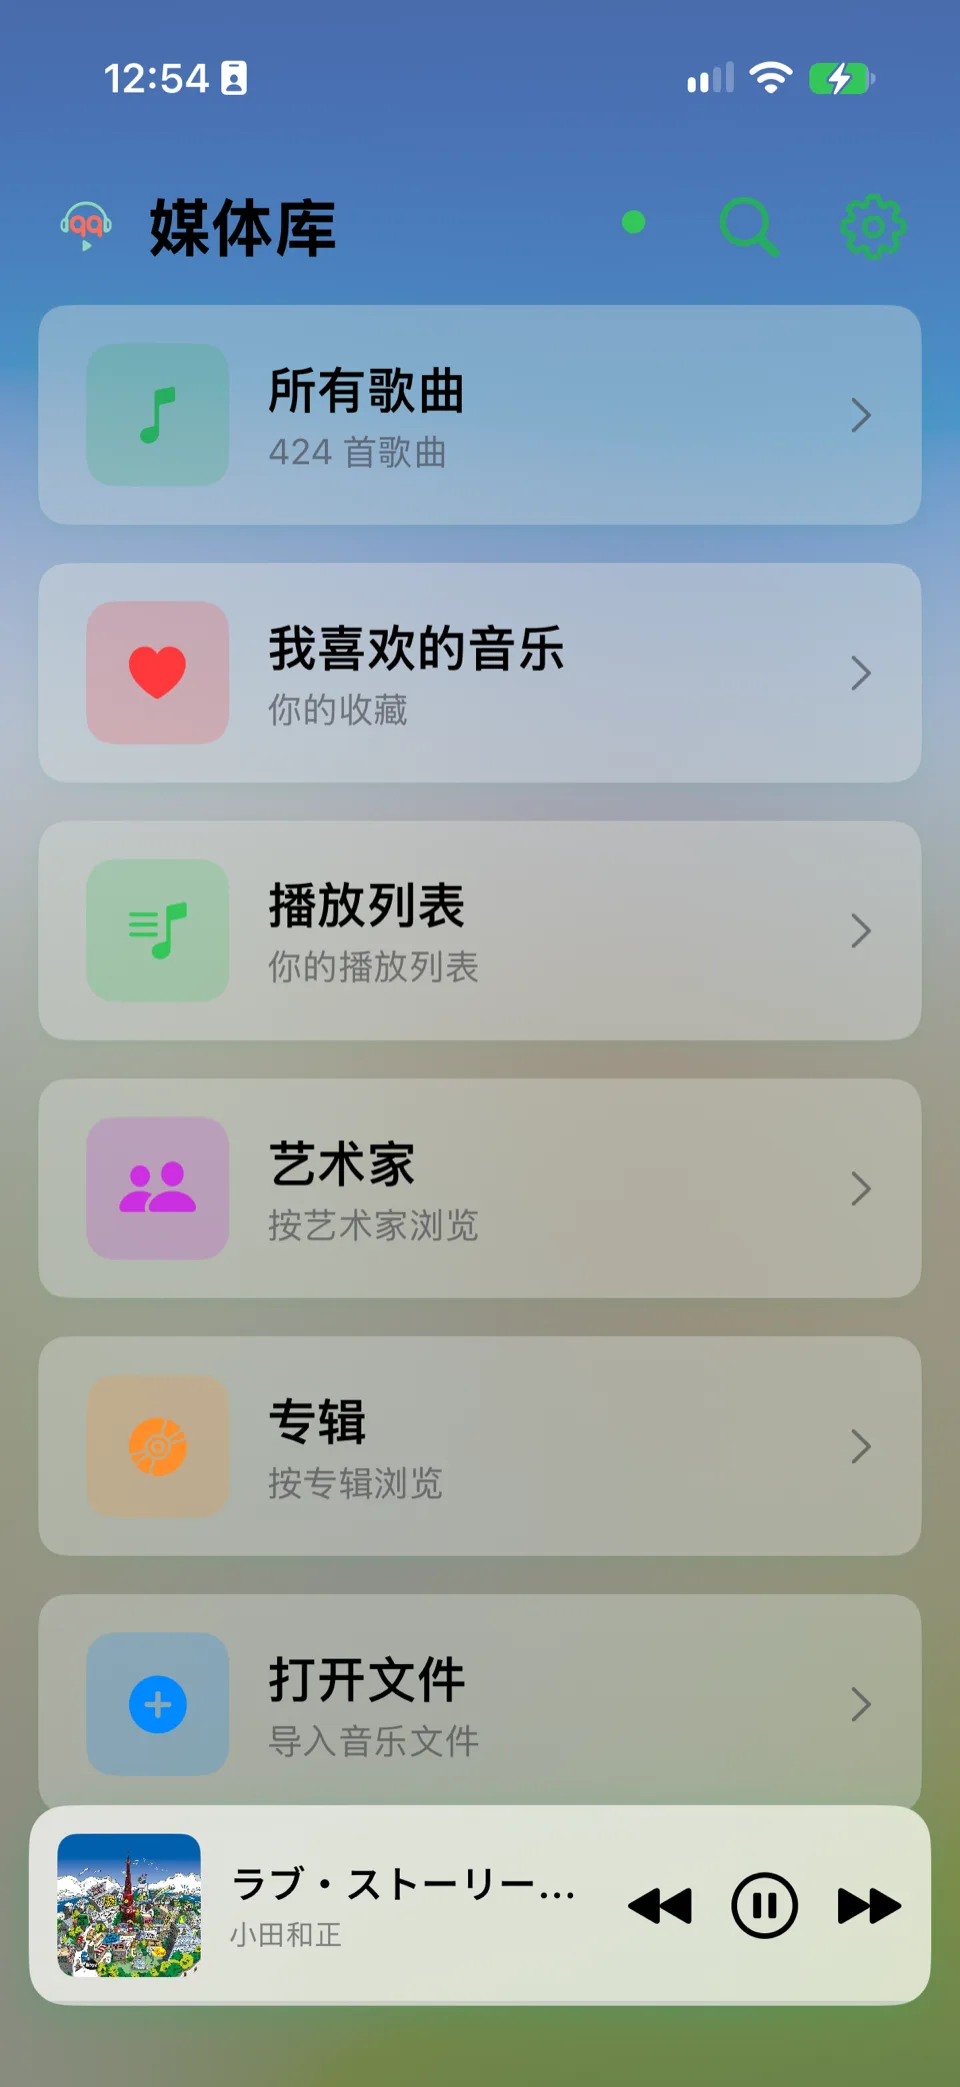 12:54
qq
媒体库
所有歌曲
424 首歌曲
我喜欢的音乐
你的收藏
播放列表
你的播放列表
艺术家
按艺术家浏览
专辑
按专辑浏览
打开文件
导入音乐文件
ラブ・ストーリー...
小田和正